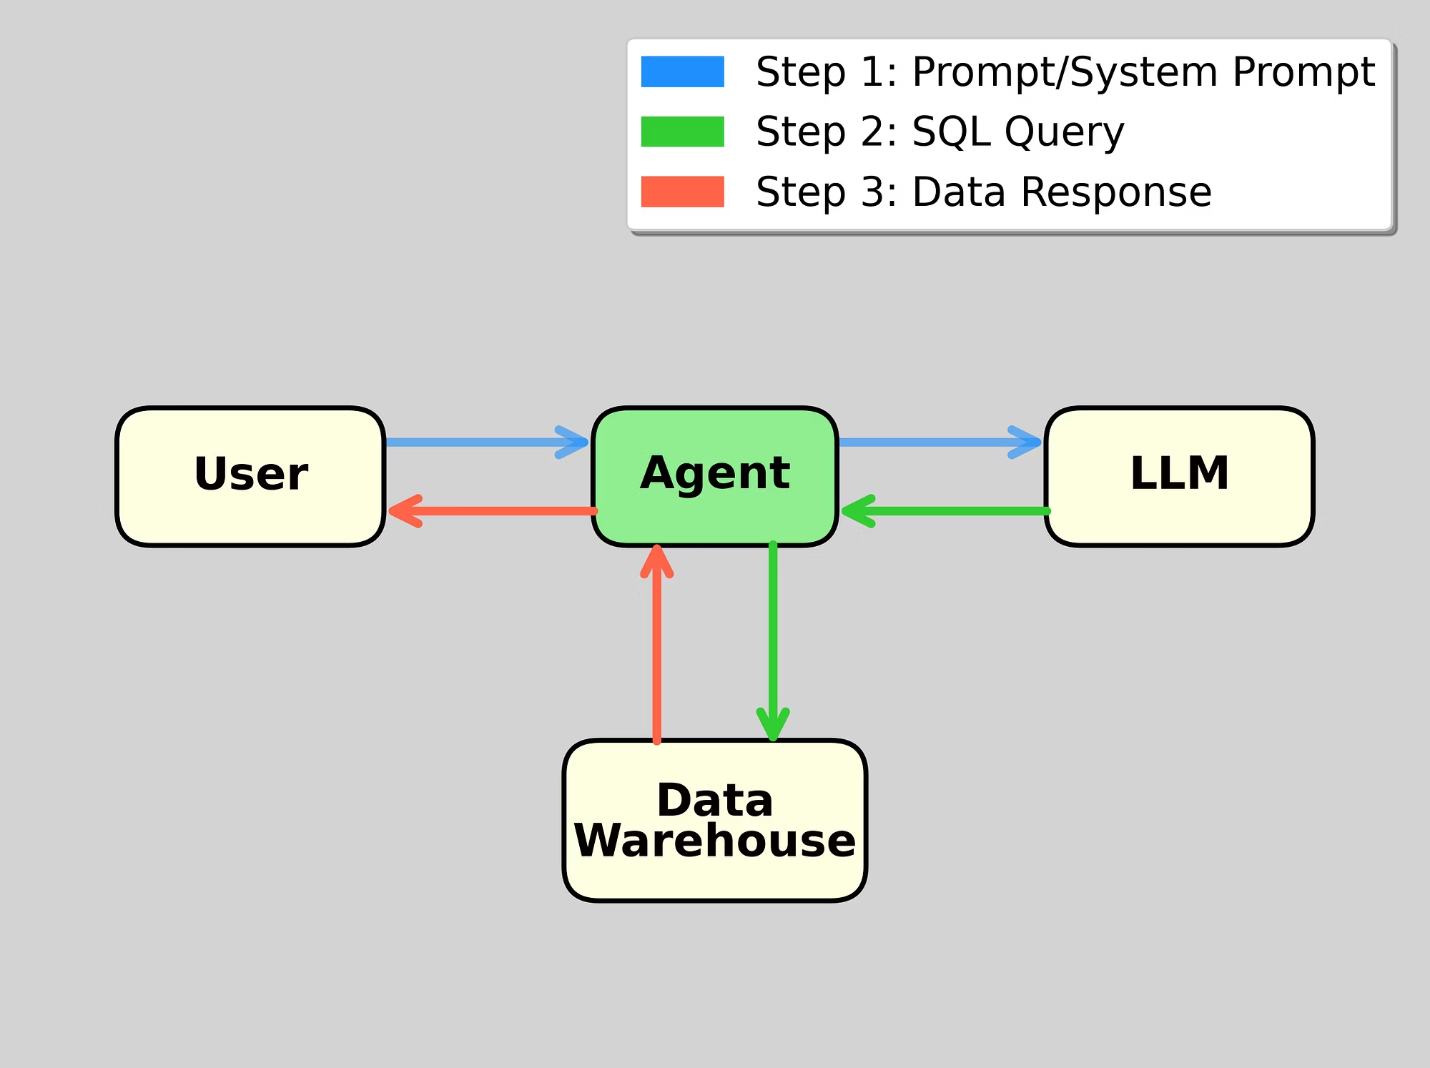 Step 1: Prompt/System Prompt
Step 2: SQL Query
Step 3: Data Response
User
Agent
LLM
Data
Warehouse